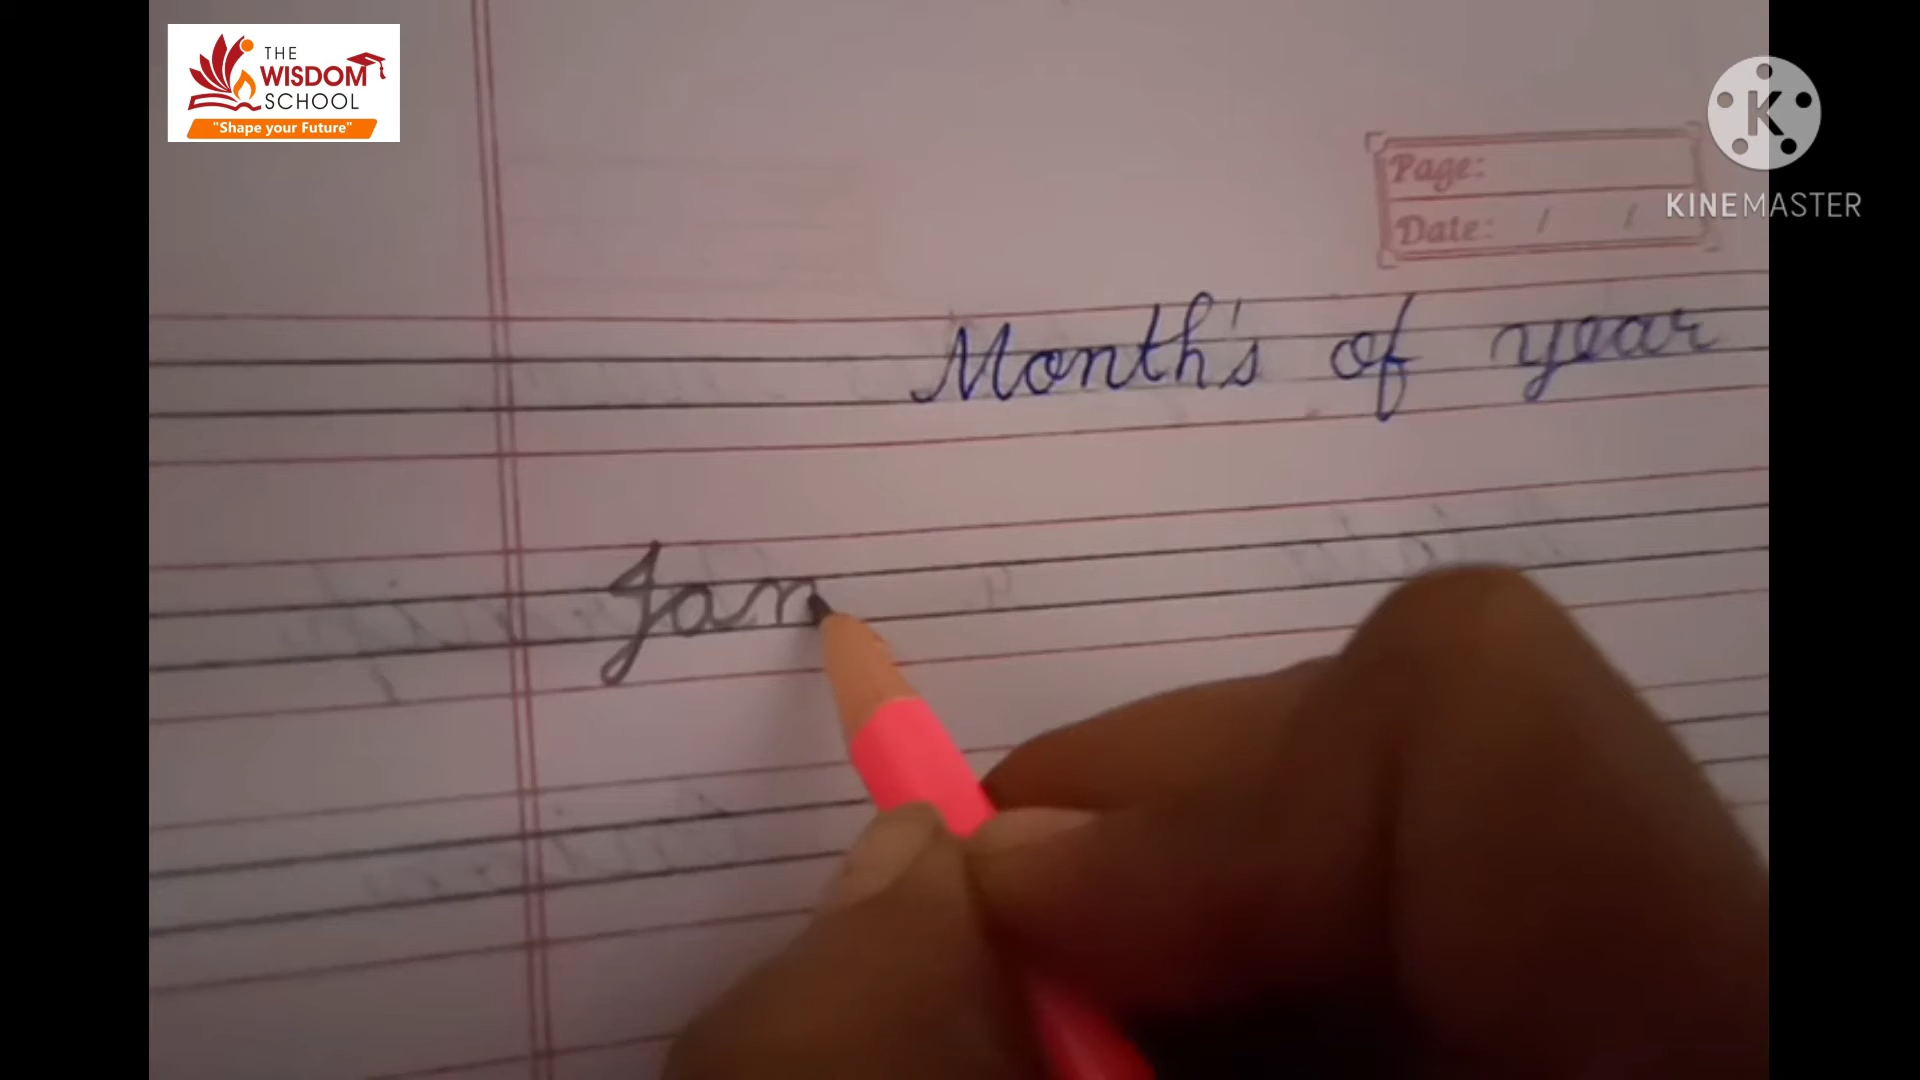 THE
WISDOM
SCHOOL
"Shape your Future"
K
KINEMASTER
Page:
Date: / /
Month's of year
Jan